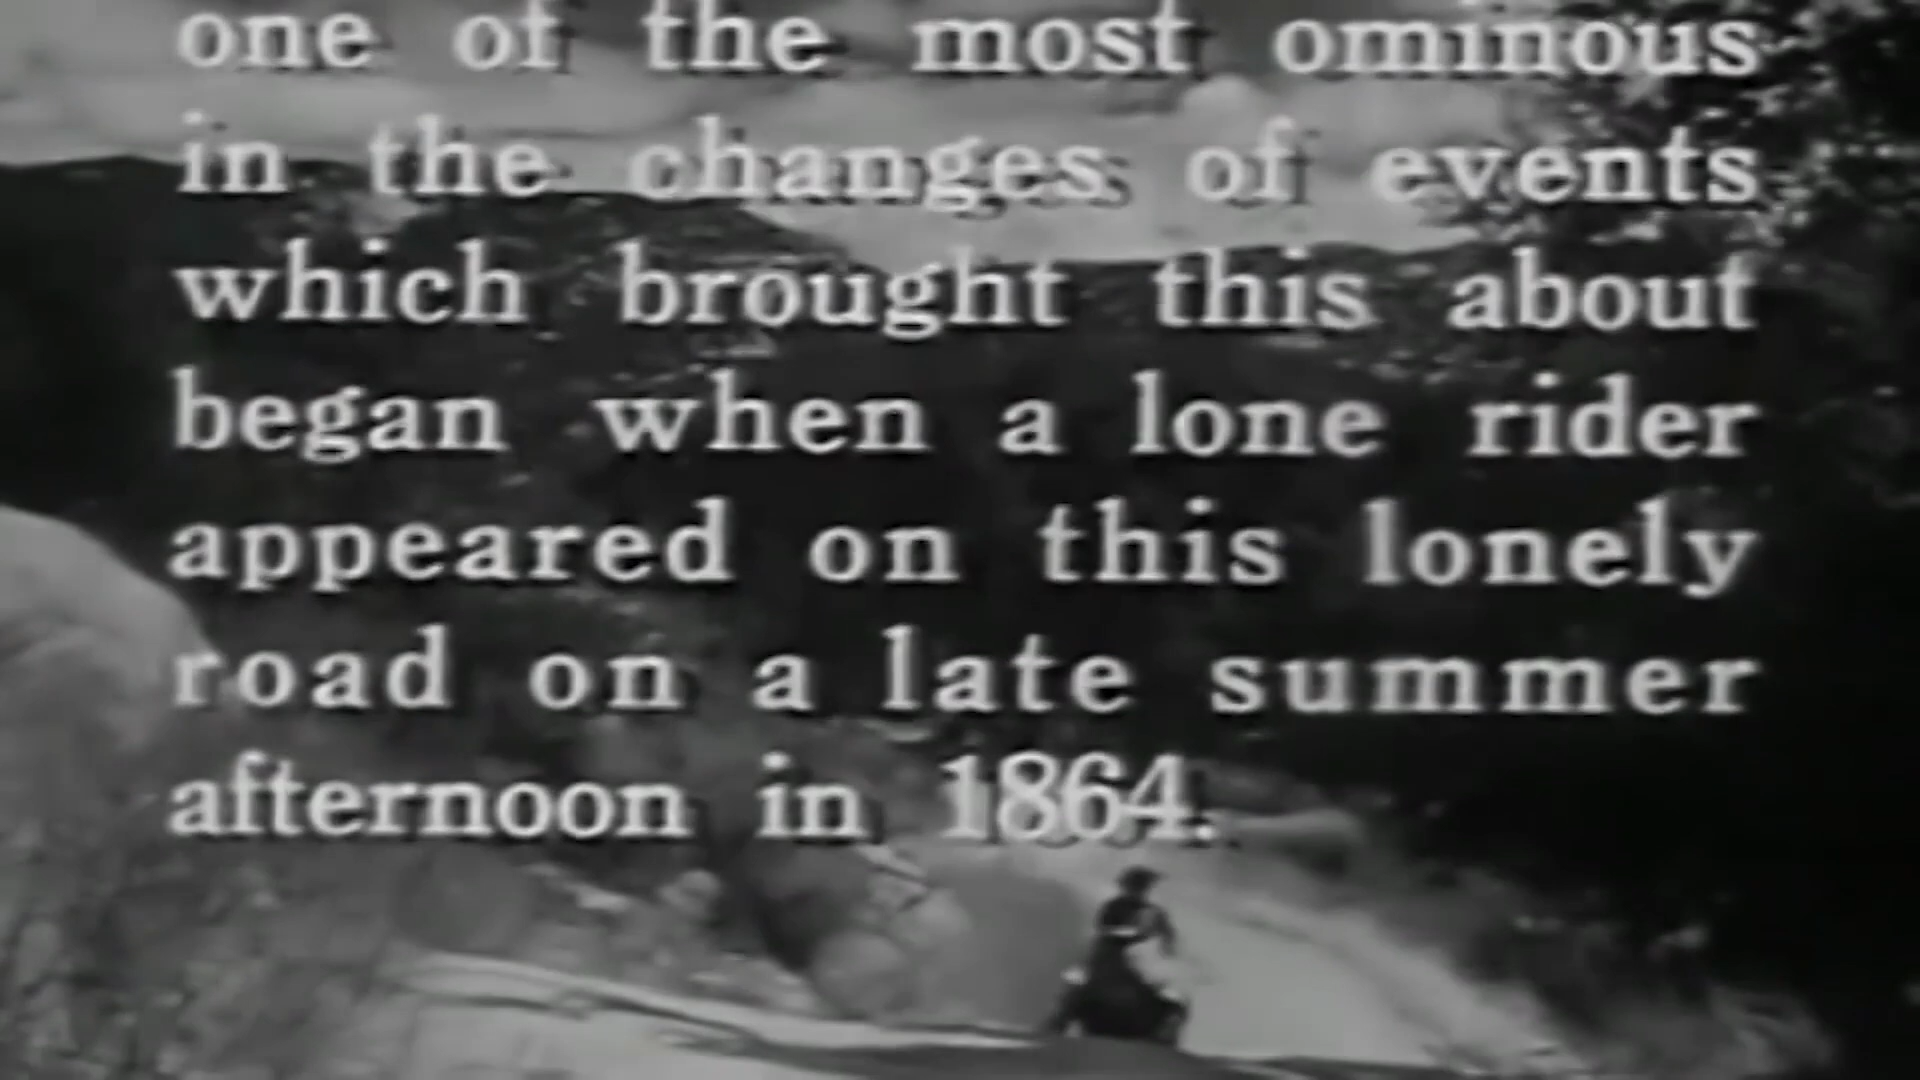 one of the most ominous
in the changes of events
which brought this about
began when a lone rider
appeared on this lonely
road on a late summer
afternoon in 1864.